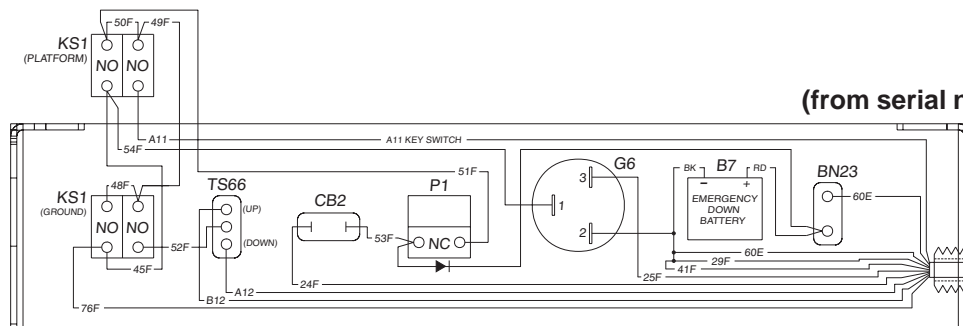 50F 49F
KS1
(PLATFORM)
NO NO
(from serial n
A11
A11 KEY SWITCH
54F
51F
G6
3
1
2
BK
B7
RD
– +
EMERGENCY
DOWN
BATTERY
BN23
60E
KS1
(GROUND)
48F
NO NO
TS66
(UP)
(DOWN)
CB2
P1
NC
53F
52F
45F
60E
29F
41F
25F
24F
A12
B12
76F